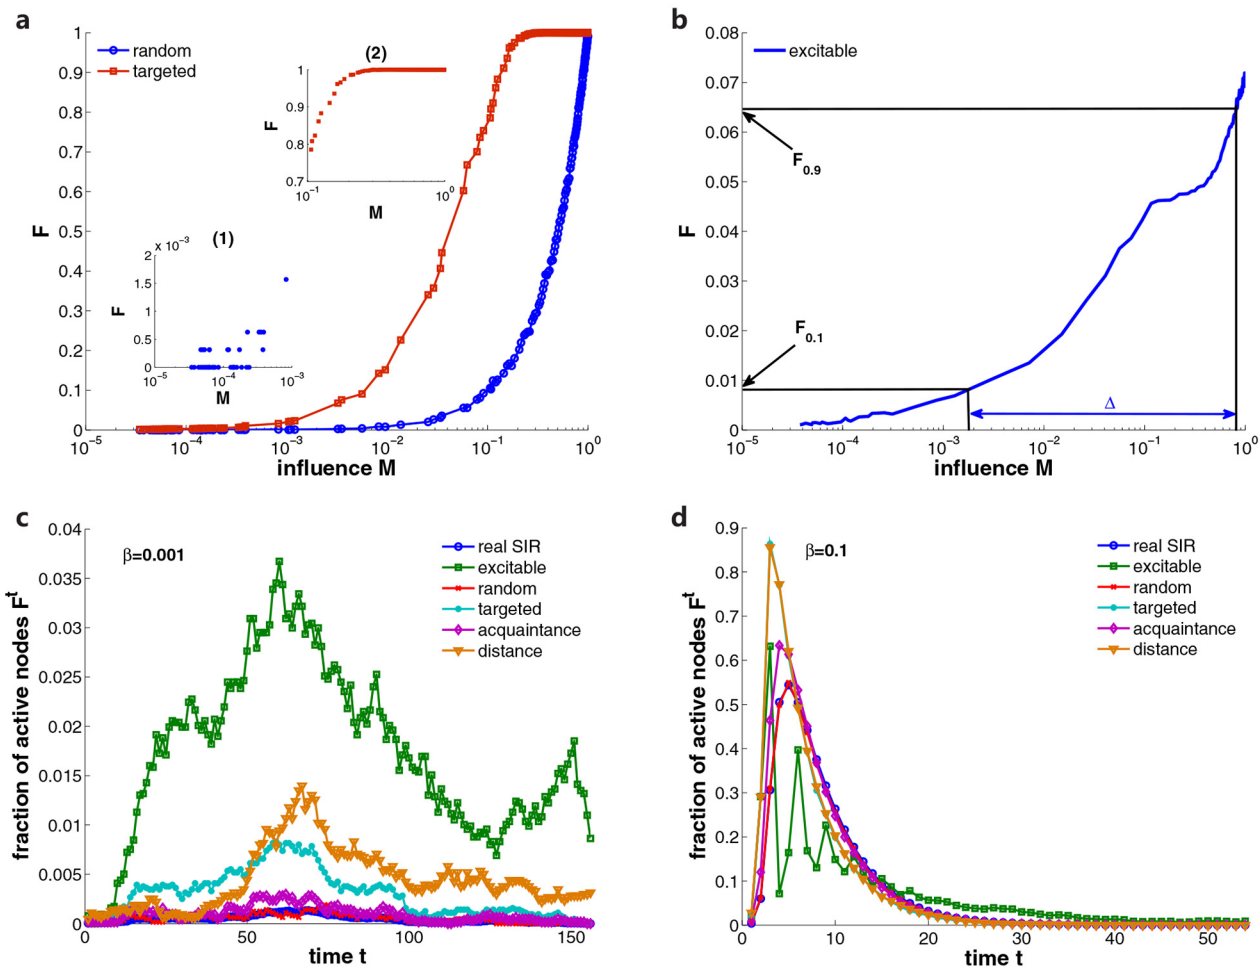 a
random
targeted
1
0.9
0.8
0.7
0.6
0.5
0.4
0.3
0.2
0.1
0
F
10⁻⁵
10⁻⁴
10⁻³
10⁻²
10⁻¹
10⁰
influence M
(2)
1
0.9
0.8
0.7
F
10⁻¹
10⁰
M
(1)
x 10⁻³
2
1.5
1
0.5
0
F
10⁻⁵
10⁻⁴
10⁻³
M
b
excitable
0.08
0.07
0.06
0.05
0.04
0.03
0.02
0.01
0
F
F0.9
F0.1
Δ
10⁻⁵
10⁻⁴
10⁻³
10⁻²
10⁻¹
10⁰
influence M
c
β=0.001
real SIR
excitable
random
targeted
acquaintance
distance
0.04
0.035
0.03
0.025
0.02
0.015
0.01
0.005
0
fraction of active nodes Fᵗ
0
50
100
150
time t
d
β=0.1
real SIR
excitable
random
targeted
acquaintance
distance
0.9
0.8
0.7
0.6
0.5
0.4
0.3
0.2
0.1
0
fraction of active nodes Fᵗ
0
10
20
30
40
50
time t